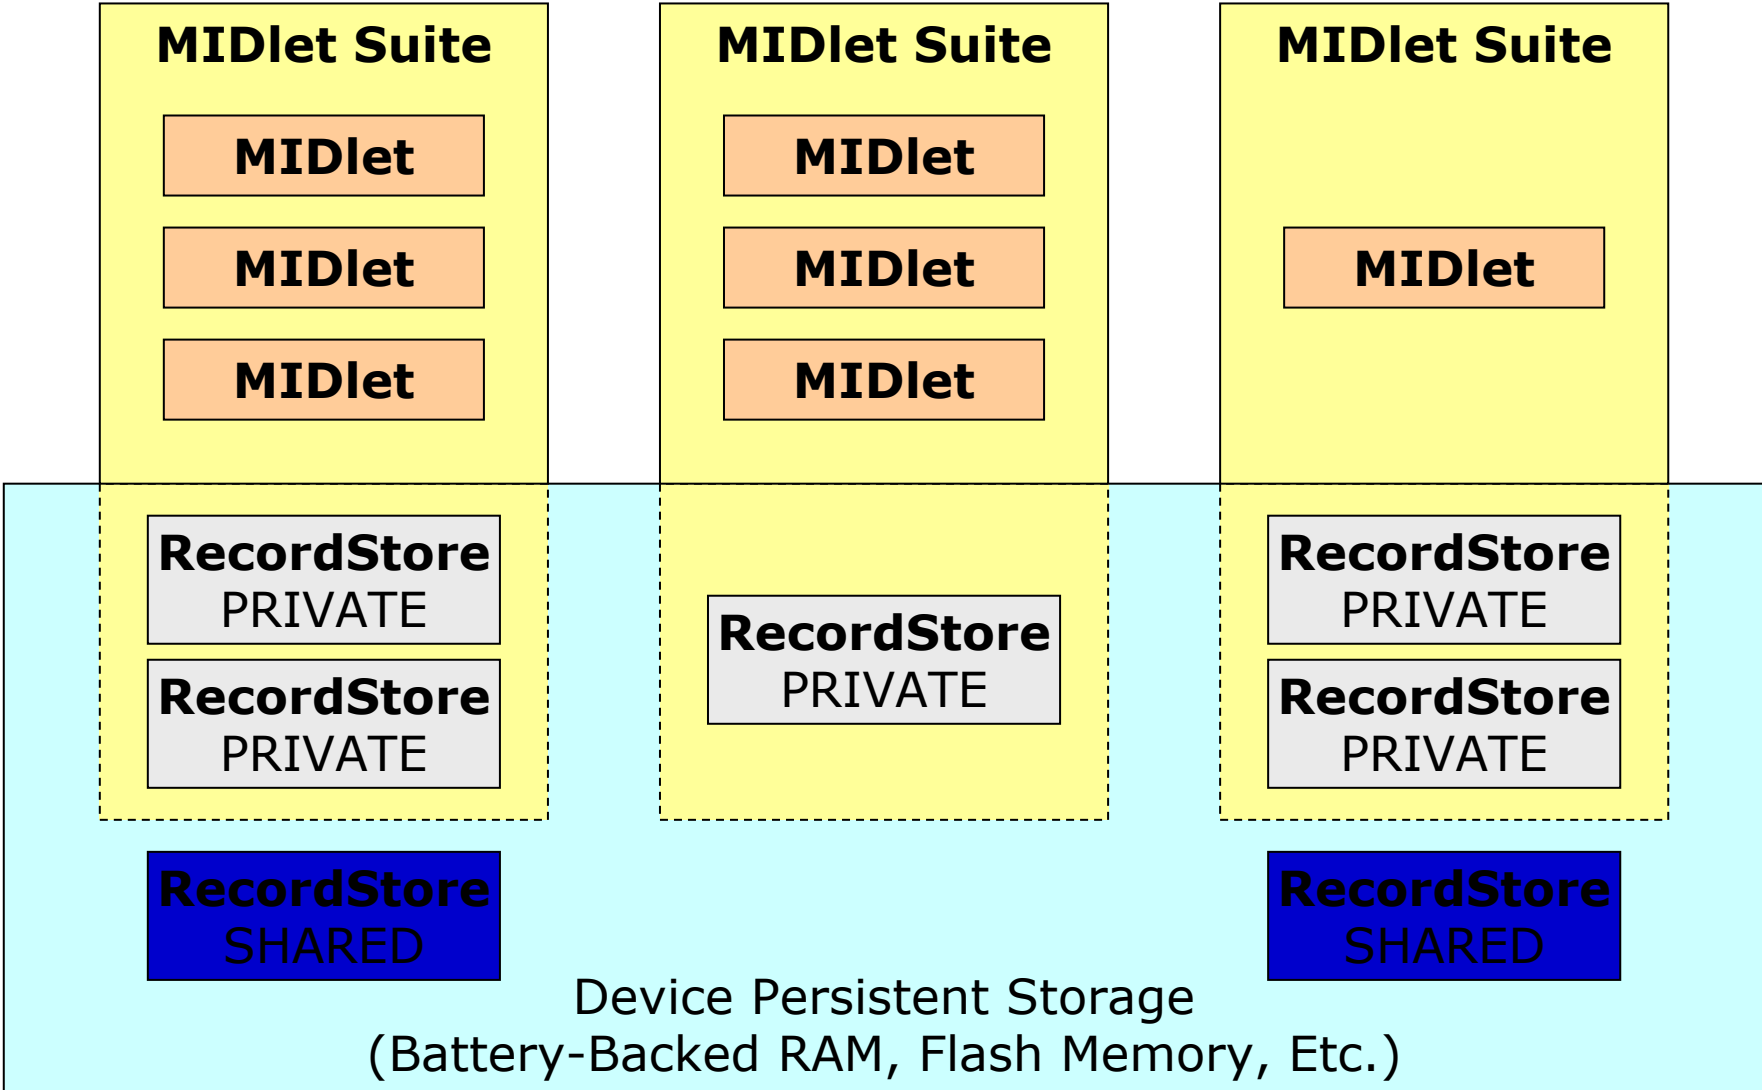 MIDlet Suite
MIDlet
MIDlet
MIDlet
RecordStore
PRIVATE
RecordStore
PRIVATE
RecordStore
SHARED
MIDlet Suite
MIDlet
MIDlet
MIDlet
RecordStore
PRIVATE
MIDlet Suite
MIDlet
RecordStore
PRIVATE
RecordStore
PRIVATE
RecordStore
SHARED
Device Persistent Storage
(Battery-Backed RAM, Flash Memory, Etc.)